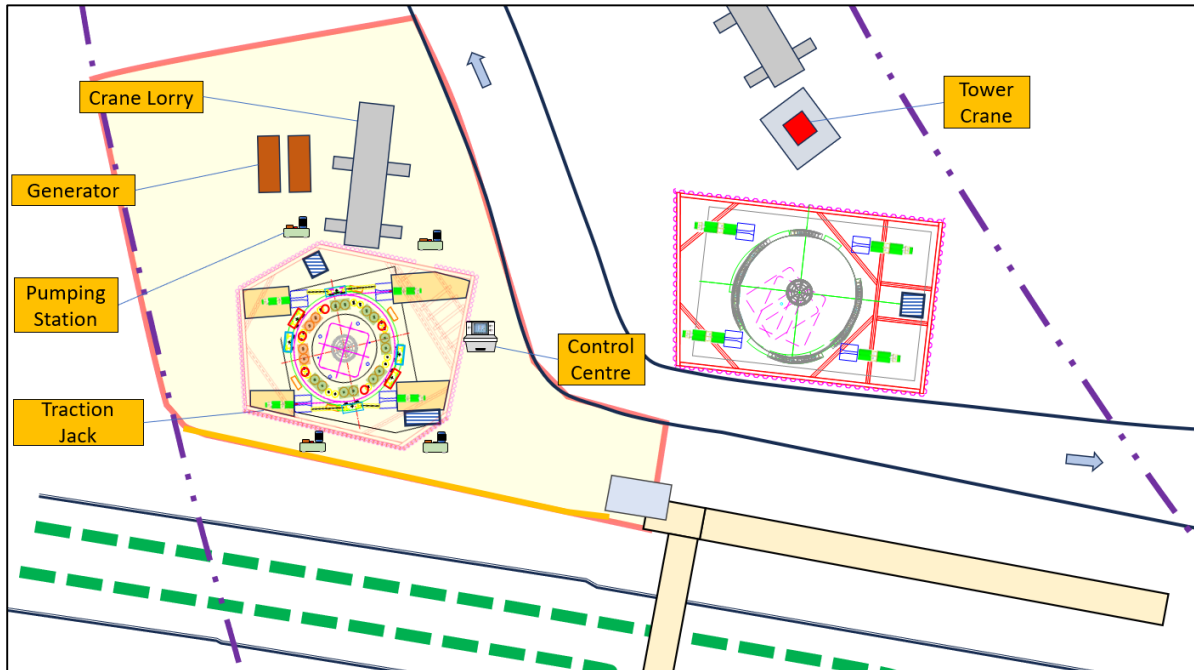 Crane Lorry
Tower
Crane
Generator
Pumping
Station
Control
Centre
Traction
Jack